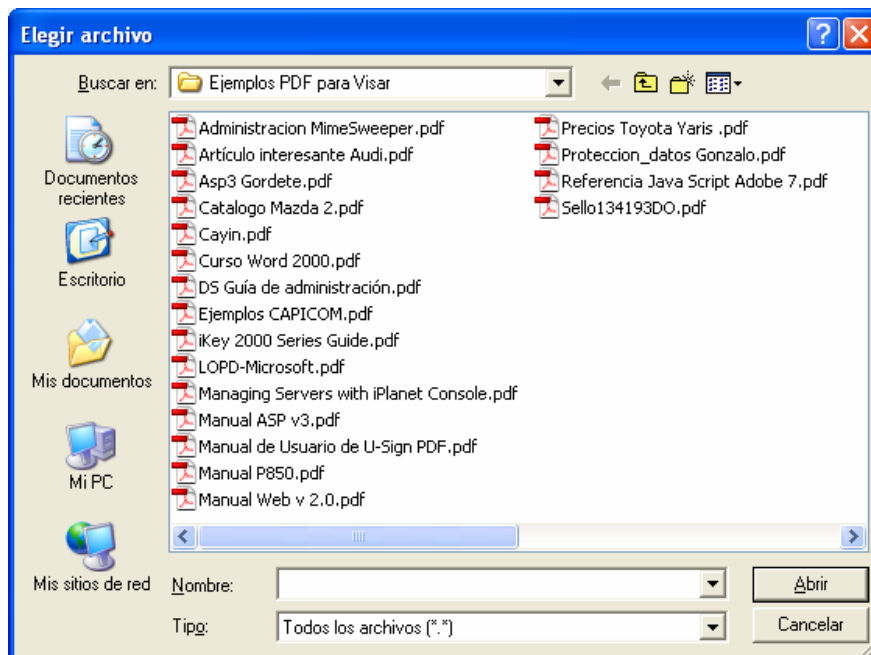 Elegir archivo
Buscar en:
Ejemplos PDF para Visar
Documentos
recientes
Escritorio
Mis documentos
Mi PC
Mis sitios de red
Administracion MimeSweeper.pdf
Artículo interesante Audi.pdf
Asp3 Gordete.pdf
Catalogo Mazda 2.pdf
Cayin.pdf
Curso Word 2000.pdf
DS Guía de administración.pdf
Ejemplos CAPICOM.pdf
iKey 2000 Series Guide.pdf
LOPD-Microsoft.pdf
Managing Servers with iPlanet Console.pdf
Manual ASP v3.pdf
Manual de Usuario de U-Sign PDF.pdf
Manual P850.pdf
Manual Web v 2.0.pdf
Precios Toyota Yaris .pdf
Proteccion_datos Gonzalo.pdf
Referencia Java Script Adobe 7.pdf
Sello134193DO.pdf
Nombre:
Abrir
Tipo:
Todos los archivos (*.*)
Cancelar